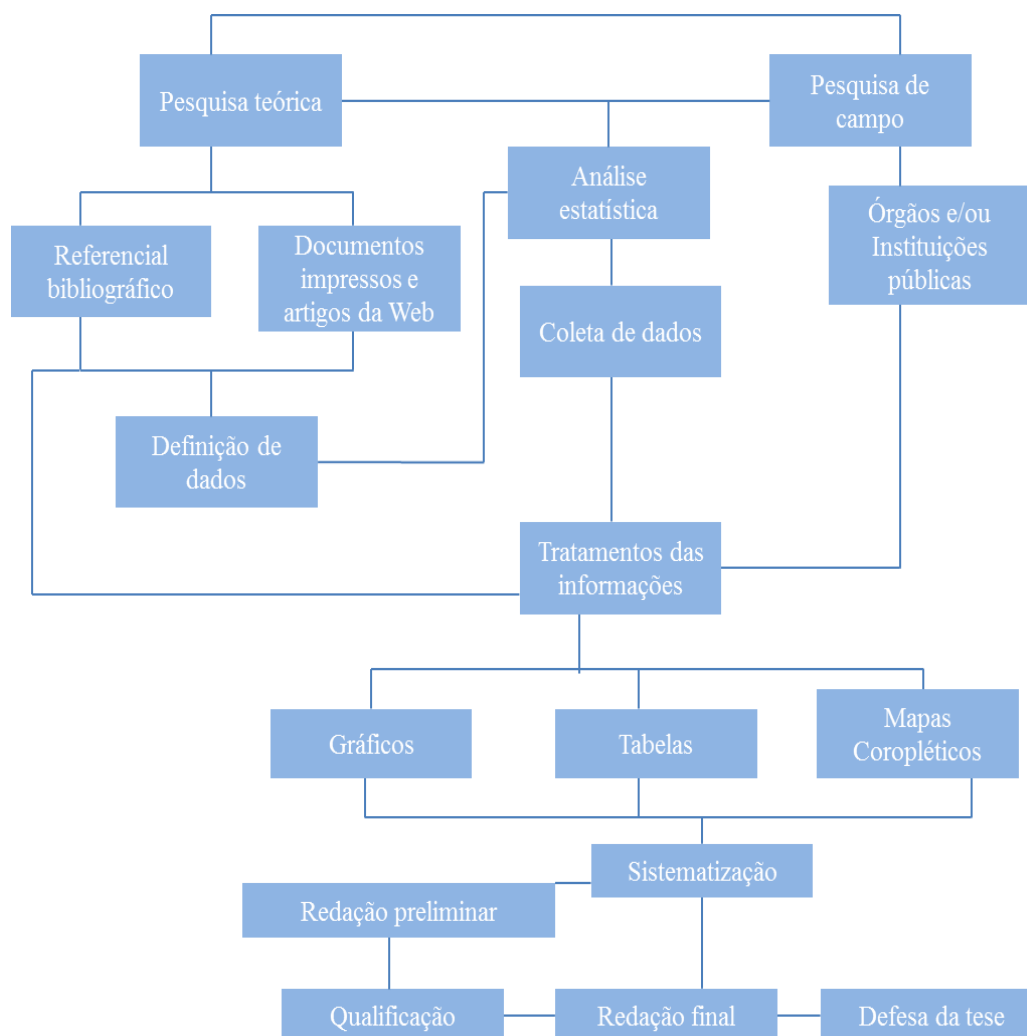 Pesquisa teórica
Pesquisa de
campo
Análise
estatística
Órgãos e/ou
Instituições
públicas
Referencial
bibliográfico
Documentos
impressos e
artigos da Web
Coleta de dados
Definição de
dados
Tratamentos das
informações
Gráficos
Tabelas
Mapas
Coropléticos
Sistematização
Redação preliminar
Qualificação
Redação final
Defesa da tese